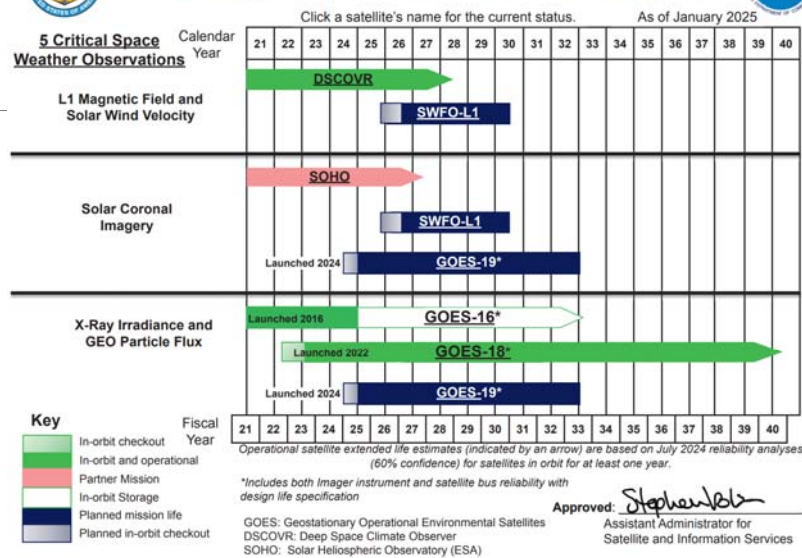 Click a satellite's name for the current status.
As of January 2025
5 Critical Space
Weather Observations
Calendar
Year
21 22 23 24 25 26 27 28 29 30 31 32 33 34 35 36 37 38 39 40 41
DSCOVR
L1 Magnetic Field and
Solar Wind Velocity
SWFO-L1
SOHO
Solar Coronal
Imagery
SWFO-L1
Launched 2024
GOES-19*
X-Ray Irradiance and
GEO Particle Flux
Launched 2016
GOES-16*
Launched 2022
GOES-18*
Launched 2024
GOES-19*
Key
Fiscal
Year
21 22 23 24 25 26 27 28 29 30 31 32 33 34 35 36 37 38 39 40
In-orbit checkout
In-orbit and operational
Partner Mission
In-orbit Storage
Planned mission life
Planned in-orbit checkout
Operational satellite extended life estimates (indicated by an arrow) are based on July 2024 reliability analyses
(60% confidence) for satellites in orbit for at least one year.
*Includes both Imager instrument and satellite bus reliability with
design life specification
Approved:
GOES: Geostationary Operational Environmental Satellites
DSCOVR: Deep Space Climate Observer
SOHO: Solar Heliospheric Observatory (ESA)
Assistant Administrator for
Satellite and Information Services